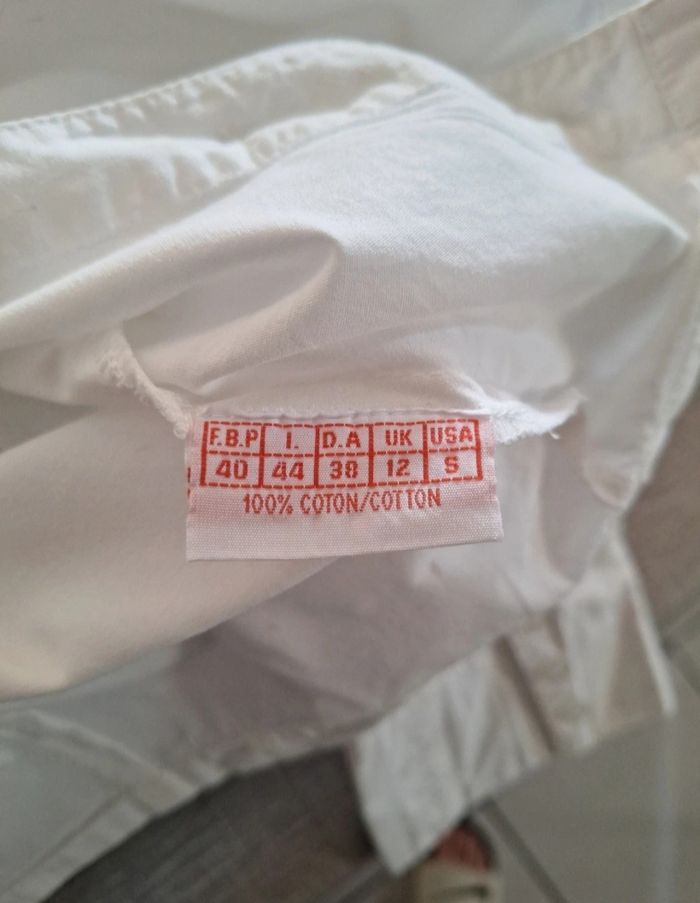 F.B.P I. D.A UK USA
40 44 38 12 S
100% COTON/COTTON